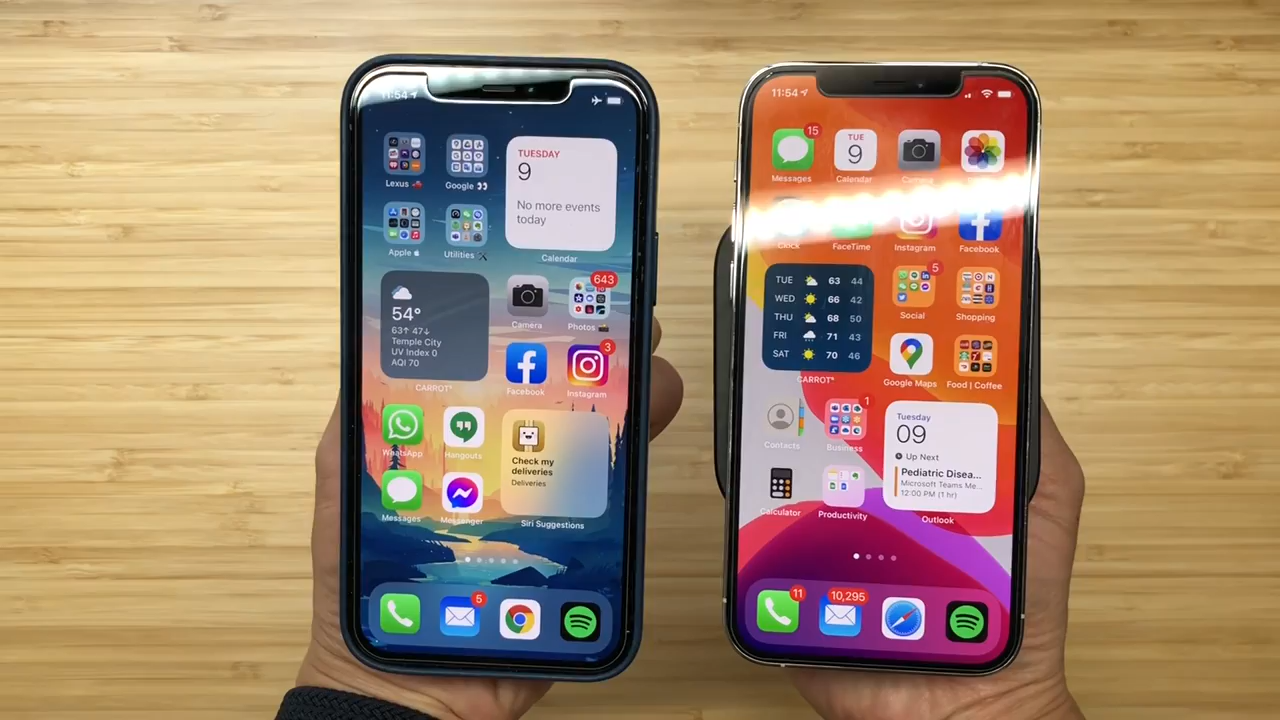 11:54
TUESDAY
9
No more events
today
Lexus
Google
Apple
Utilities
Calendar
54°
63↑ 47↓
Temple City
UV Index 0
AQI 70
CARROT³
643
Camera
Photos
3
Facebook
Instagram
WhatsApp
Hangouts
Check my
deliveries
Deliveries
Messages
Messenger
Siri Suggestions
5
11:54
15
TUE
9
Messages
Calendar
Camera
Clock
FaceTime
Instagram
Facebook
TUE 63 44
WED 66 42
THU 68 50
FRI 71 43
SAT 70 46
CARROT³
5
Social
Shopping
Google Maps
Food | Coffee
Contacts
1
Business
Tuesday
09
Up Next
Pediatric Disea...
Microsoft Teams Me...
12:00 PM (1 hr)
Calculator
Productivity
Outlook
11
10,295